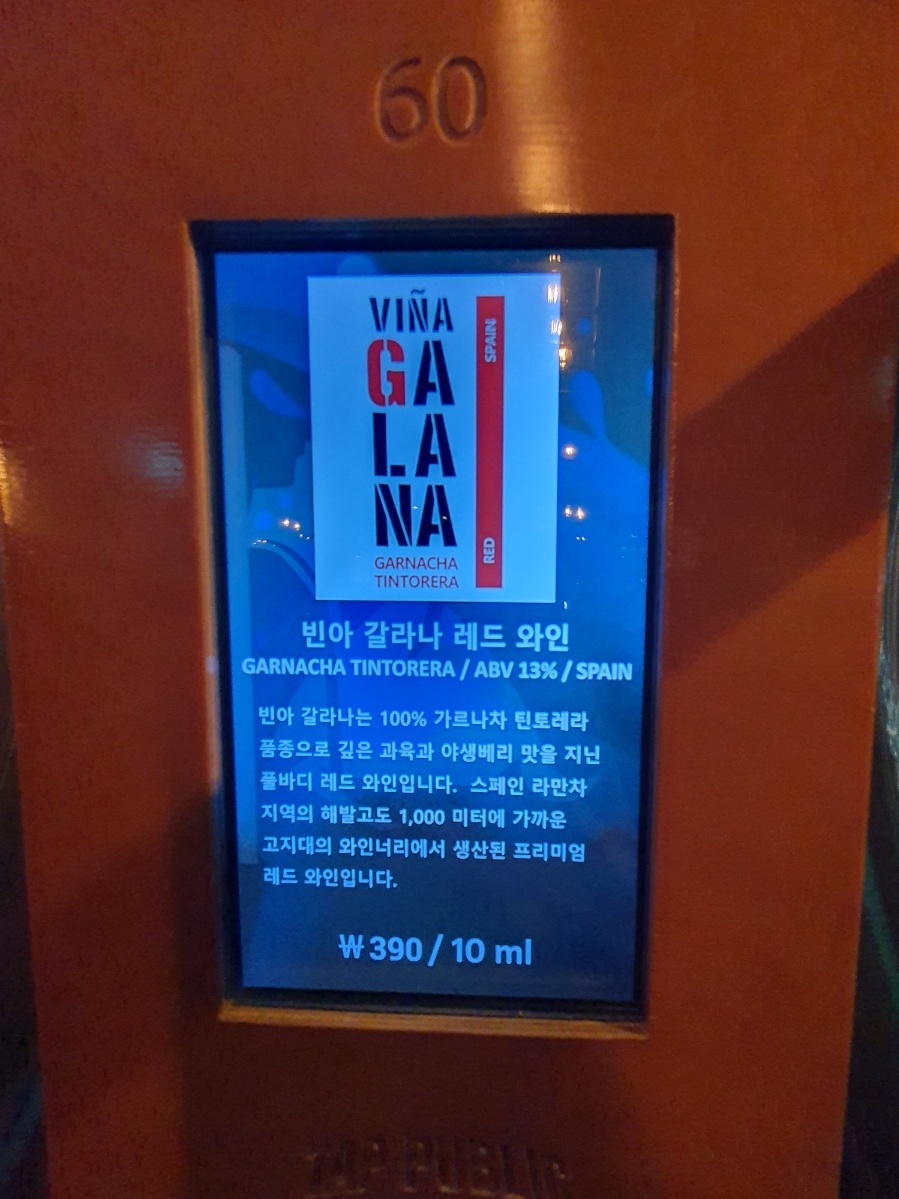 60
VIÑA
GA
LA
NA
GARNACHA
TINTORERA
SPAIN
RED
빈아 갈라나 레드 와인
GARNACHA TINTORERA / ABV 13% / SPAIN
빈아 갈라나는 100% 가르나차 틴토레라
품종으로 깊은 과육과 야생베리 맛을 지닌
풀바디 레드 와인입니다. 스페인 라만차
지역의 해발고도 1,000 미터에 가까운
고지대의 와인너리에서 생산된 프리미엄
레드 와인입니다.
₩ 390 / 10 ml
TAP PUBLIC